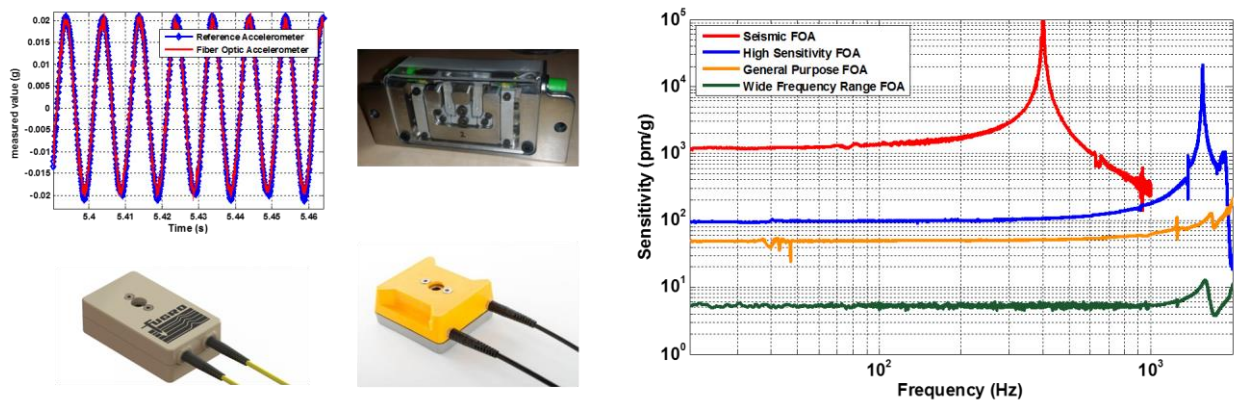 0.02
0.015
0.01
0.005
0
-0.005
-0.01
-0.015
-0.02
measured value (g)
Reference Accelerometer
Fiber Optic Accelerometer
5.4
5.41
5.42
5.43
5.44
5.45
5.46
Time (s)
1
FUGRO
10^5
10^4
10^3
10^2
10^1
10^0
Sensitivity (pm/g)
Seismic FOA
High Sensitivity FOA
General Purpose FOA
Wide Frequency Range FOA
10^2
10^3
Frequency (Hz)